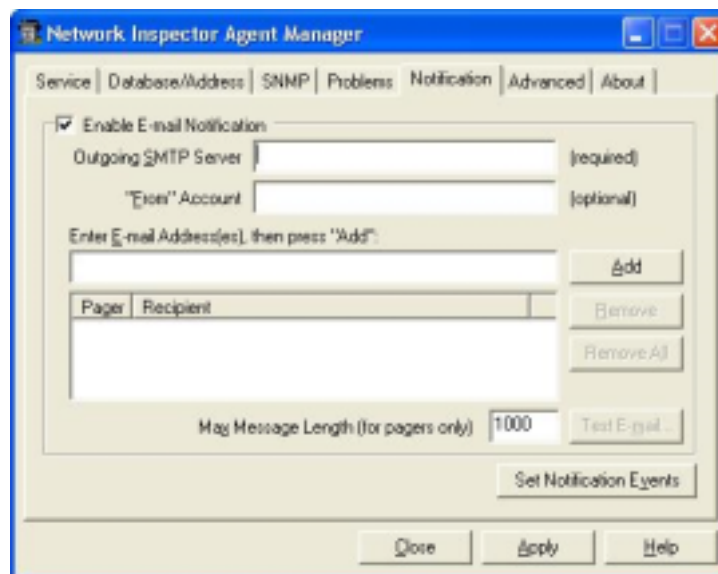 Network Inspector Agent Manager
Service Database/Address SNMP Problems Notification Advanced About
Enable E-mail Notification
Outgoing SMTP Server (required)
"From" Account (optional)
Enter E-mail Address(es), then press "Add":
Add
Pager Recipient
Remove
Remove All
Max Message Length (for pagers only) 1000 Test E-mail...
Set Notification Events
Close Apply Help